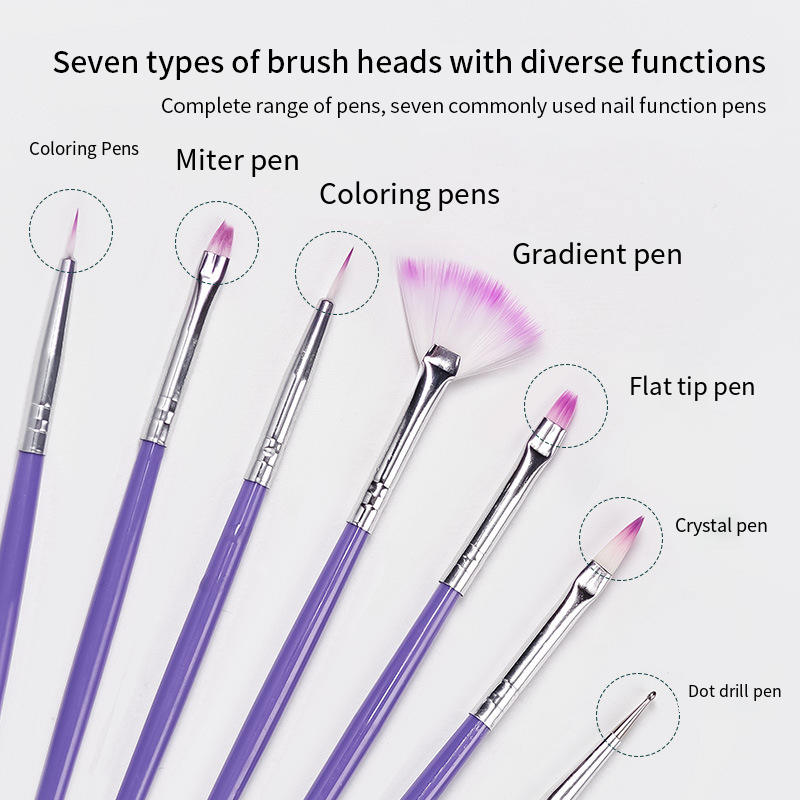 Seven types of brush heads with diverse functions
Complete range of pens, seven commonly used nail function pens
Coloring Pens
Miter pen
Coloring pens
Gradient pen
Flat tip pen
Crystal pen
Dot drill pen